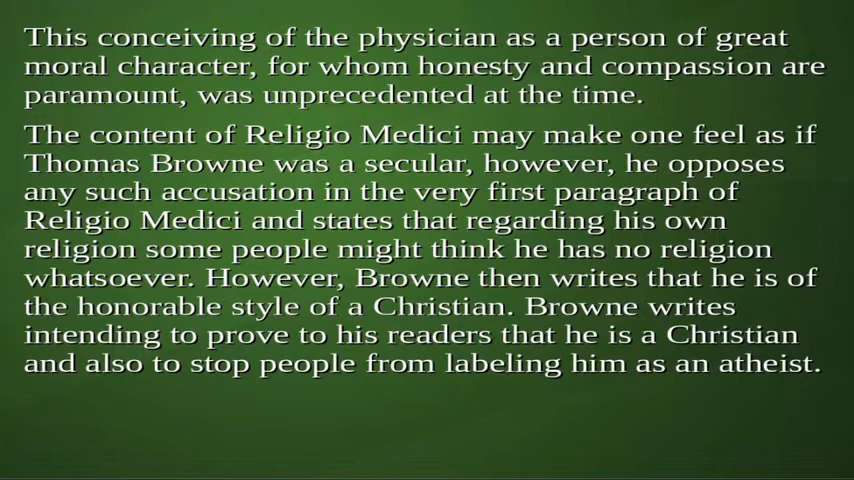 This conceiving of the physician as a person of great
moral character, for whom honesty and compassion are
paramount, was unprecedented at the time.
The content of Religio Medici may make one feel as if
Thomas Browne was a secular, however, he opposes
any such accusation in the very first paragraph of
Religio Medici and states that regarding his own
religion some people might think he has no religion
whatsoever. However, Browne then writes that he is of
the honorable style of a Christian. Browne writes
intending to prove to his readers that he is a Christian
and also to stop people from labeling him as an atheist.